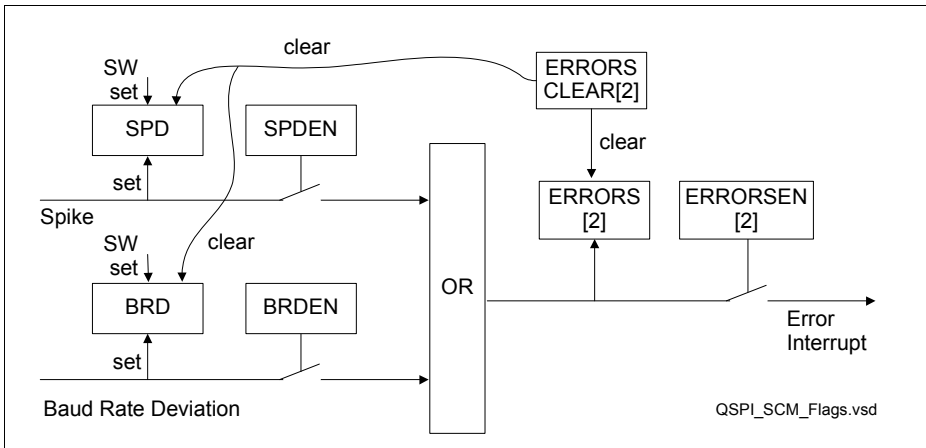 clear
SW
set
SPD
SPDEN
ERRORS
CLEAR[2]
clear
set
Spike
ERRORS
[2]
ERRORSEN
[2]
SW
set
clear
BRD
BRDEN
OR
Error
Interrupt
set
Baud Rate Deviation
QSPI_SCM_Flags.vsd